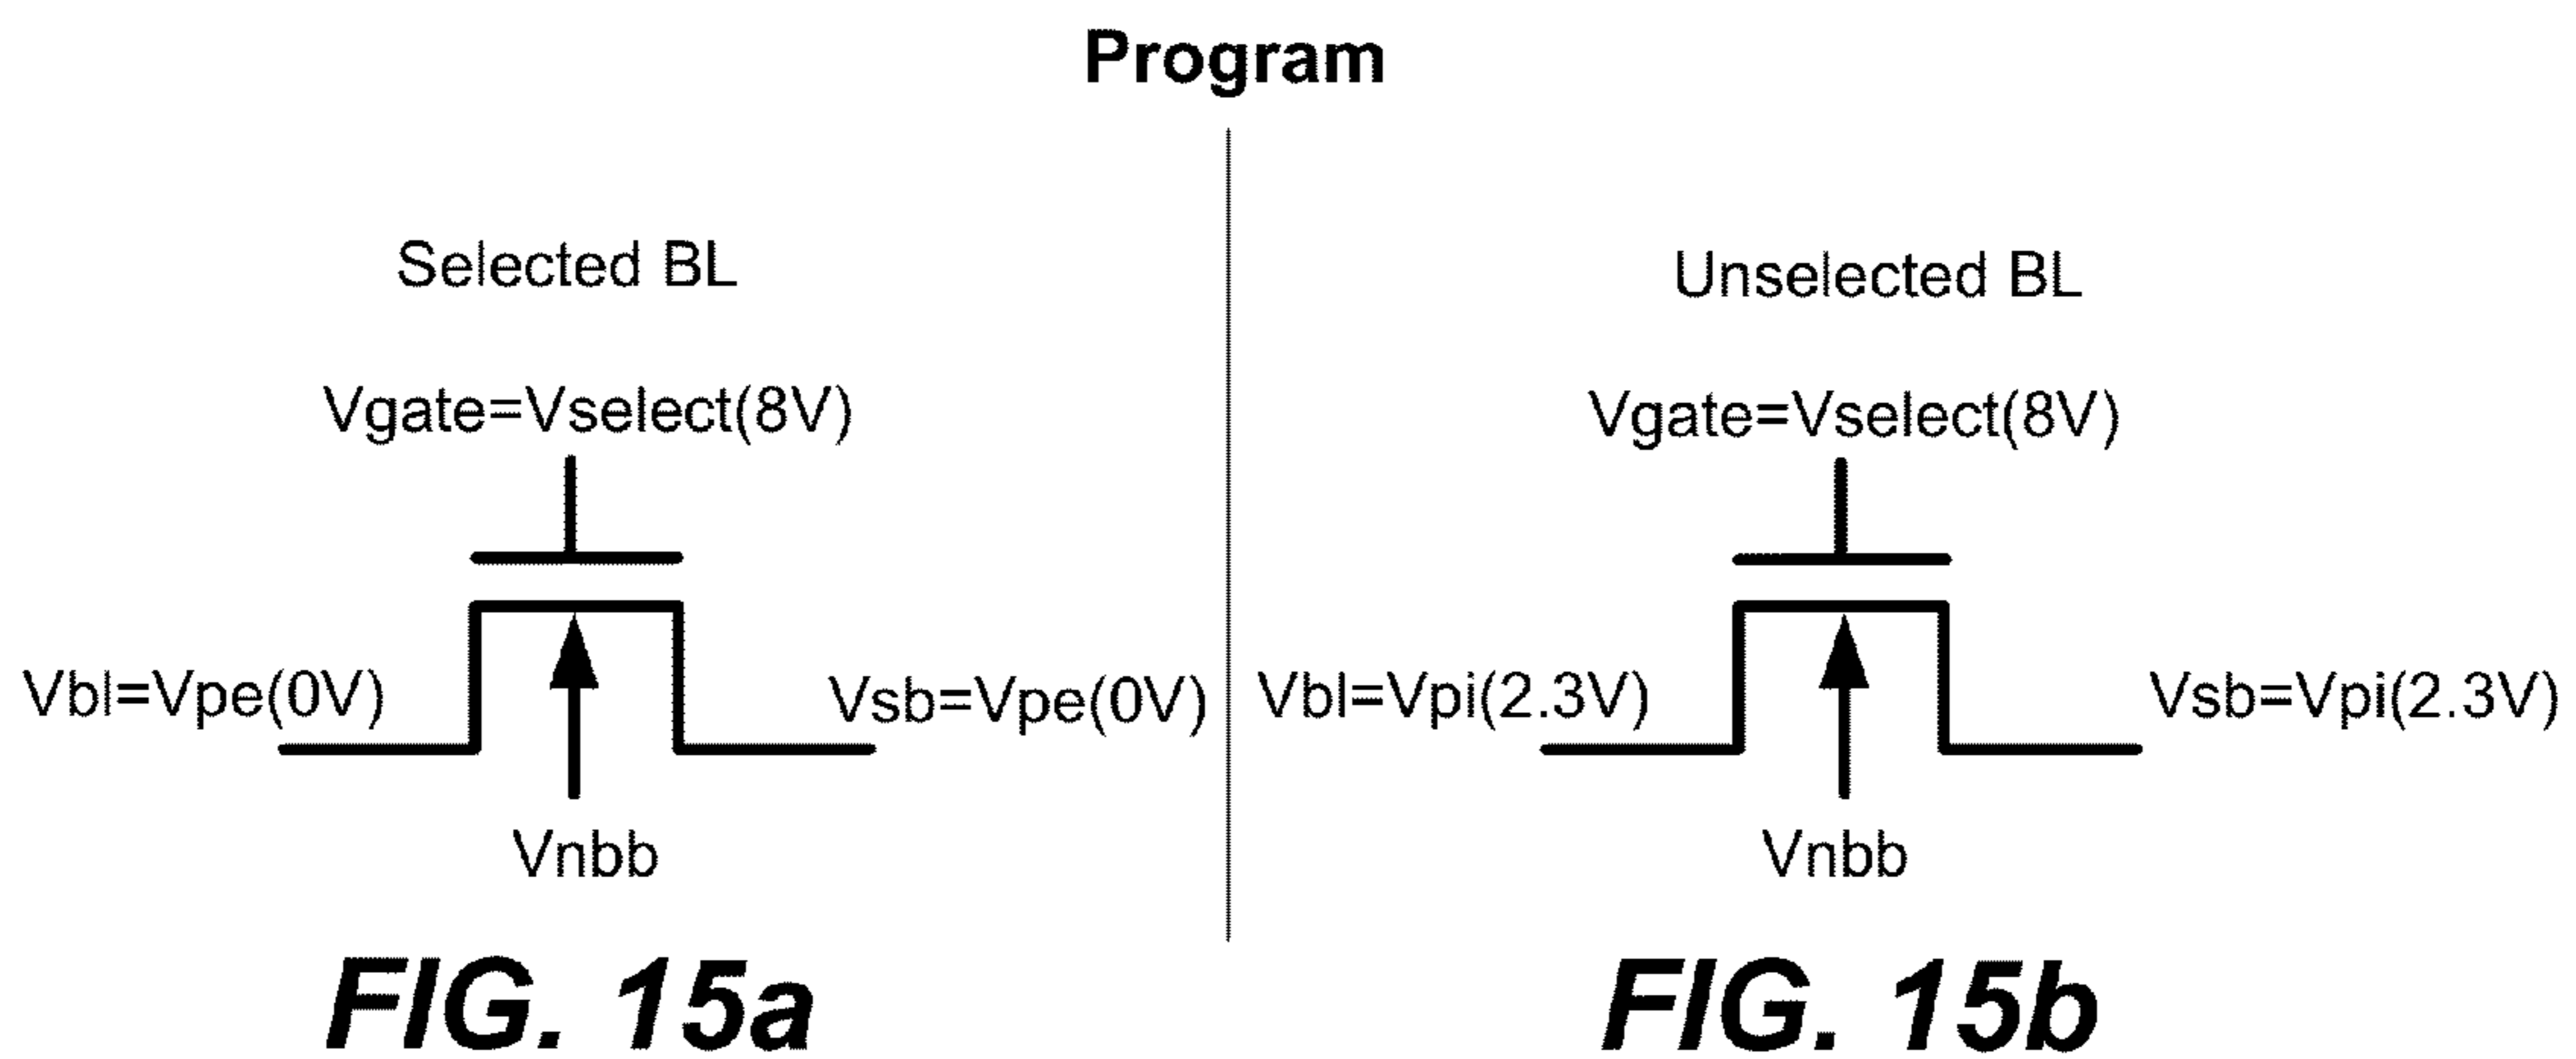 Program
Selected BL
Vgate=Vselect(8V)
Vbl=Vpe(0V)
Vsb=Vpe(0V)
Vnbb
FIG. 15a
Unselected BL
Vgate=Vselect(8V)
Vbl=Vpi(2.3V)
Vsb=Vpi(2.3V)
Vnbb
FIG. 15b